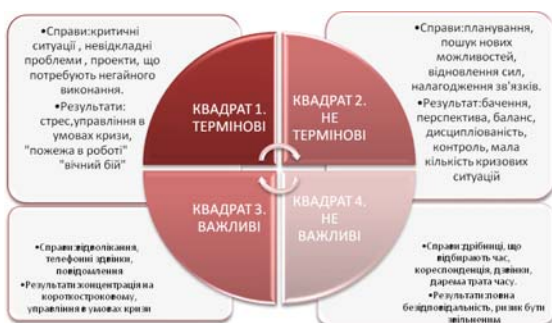 •Справи:критичні
ситуації , невідкладні
проблеми , проекти, що
потребують негайного
виконання.
•Результати:
стрес,управління в
умовах кризи,
"пожежа в роботі"
"вічний бій"
КВАДРАТ 1.
ТЕРМІНОВІ
КВАДРАТ 2.
НЕ
ТЕРМІНОВІ
•Справи:планування,
пошук нових
можливостей,
відновлення сил,
налагодження зв'язків.
•Результат:бачення,
перспектива, баланс,
дисциплінованість,
контроль, мала
кількість кризових
ситуацій
КВАДРАТ 3.
ВАЖЛИВІ
КВАДРАТ 4.
НЕ
ВАЖЛИВІ
•Справи:відволікання,
телефонні дзвінки,
повідомлення
•Результати:концентрація на
короткостроковому,
управління в умовах кризи
•Справи:дрібниці, що
відбирають час,
кореспонденція, дзвінки,
дарема трата часу.
•Результати:повна
безідповідальність, ризик бути
звільненим